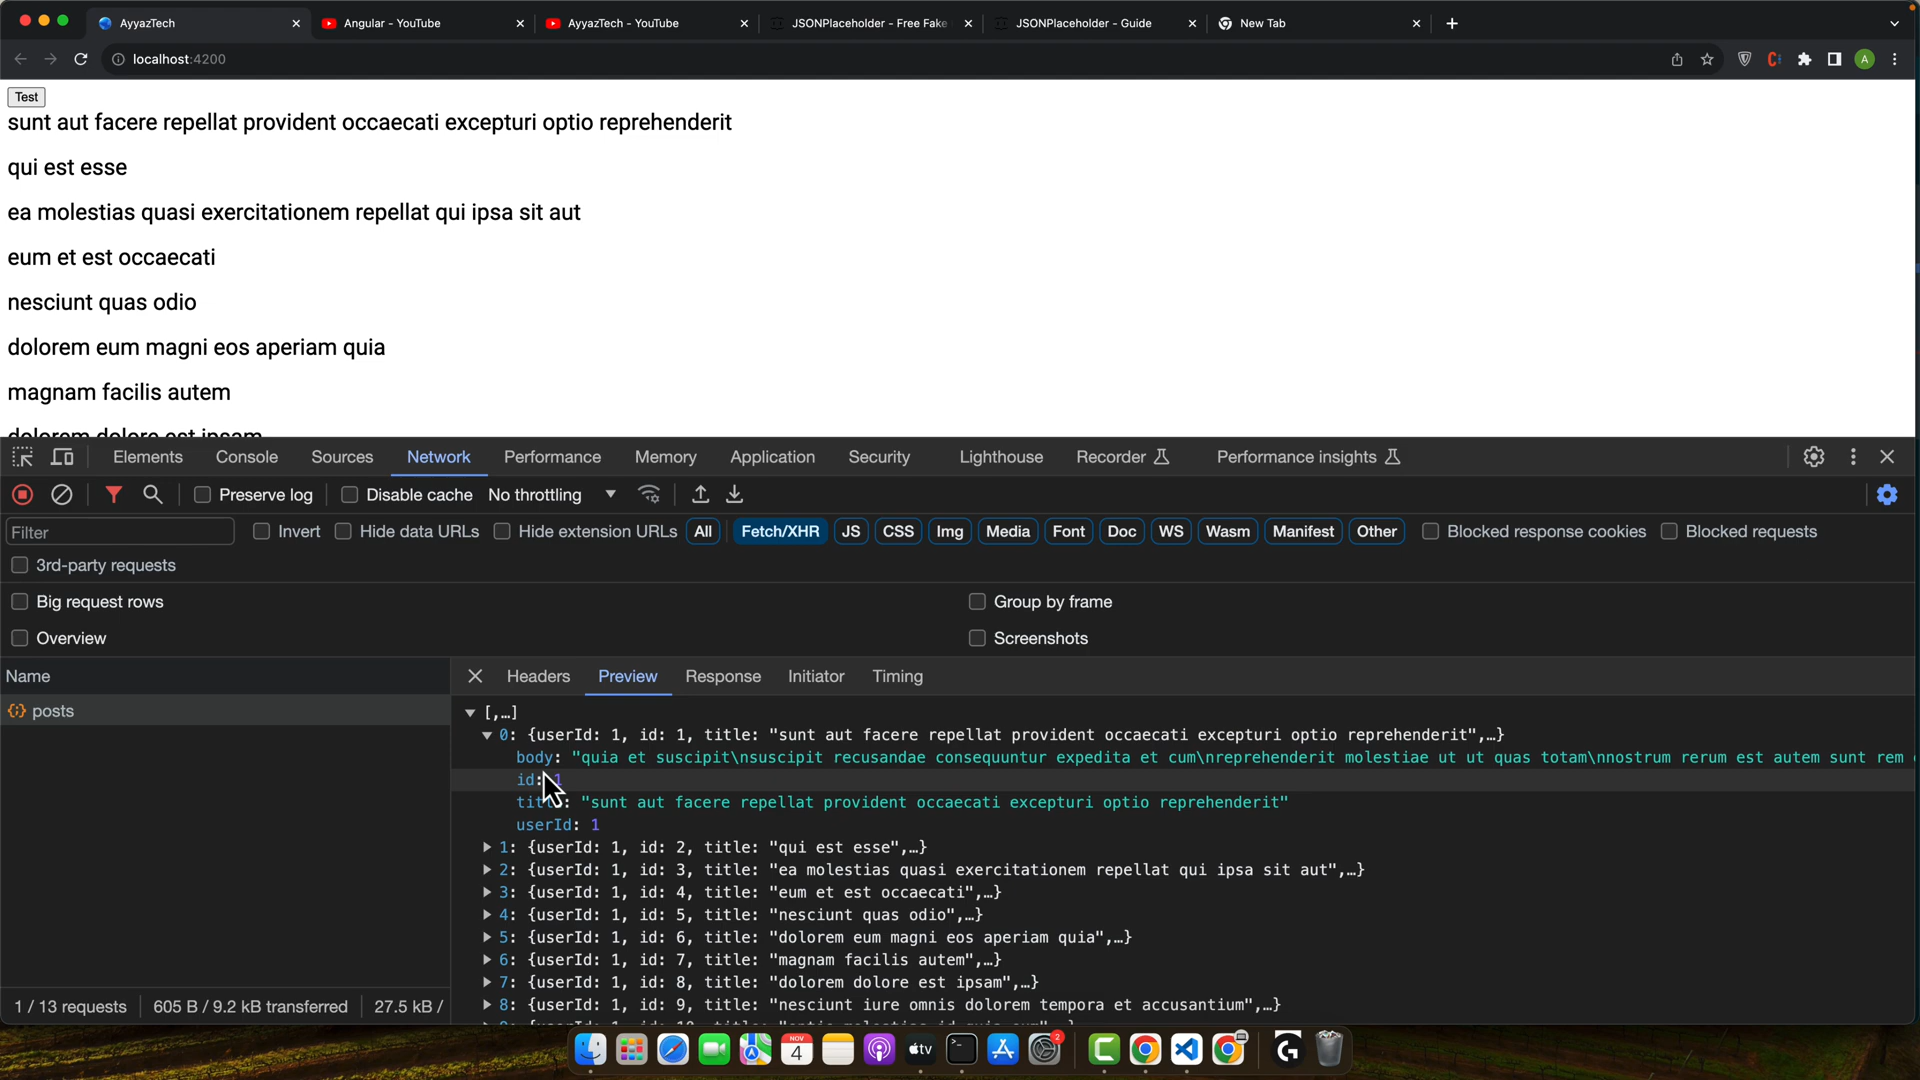 AyyazTech
Angular - YouTube
AyyazTech - YouTube
JSONPlaceholder - Free Fake
JSONPlaceholder - Guide
New Tab
localhost:4200
A
Test
sunt aut facere repellat provident occaecati excepturi optio reprehenderit
qui est esse
ea molestias quasi exercitationem repellat qui ipsa sit aut
eum et est occaecati
nesciunt quas odio
dolorem eum magni eos aperiam quia
magnam facilis autem
dolorem dolore est ipsam
Elements Console Sources Network Performance Memory Application Security Lighthouse Recorder Performance insights
Preserve log Disable cache No throttling
Filter Invert Hide data URLs Hide extension URLs All Fetch/XHR JS CSS Img Media Font Doc WS Wasm Manifest Other Blocked response cookies Blocked requests
3rd-party requests
Big request rows Group by frame
Overview Screenshots
Name Headers Preview Response Initiator Timing
posts
[,…]
0: {userId: 1, id: 1, title: "sunt aut facere repellat provident occaecati excepturi optio reprehenderit",…}
body: "quia et suscipit\nsuscipit recusandae consequuntur expedita et cum\nreprehenderit molestiae ut ut quas totam\nnostrum rerum est autem sunt rem
id: 1
title: "sunt aut facere repellat provident occaecati excepturi optio reprehenderit"
userId: 1
1: {userId: 1, id: 2, title: "qui est esse",…}
2: {userId: 1, id: 3, title: "ea molestias quasi exercitationem repellat qui ipsa sit aut",…}
3: {userId: 1, id: 4, title: "eum et est occaecati",…}
4: {userId: 1, id: 5, title: "nesciunt quas odio",…}
5: {userId: 1, id: 6, title: "dolorem eum magni eos aperiam quia",…}
6: {userId: 1, id: 7, title: "magnam facilis autem",…}
7: {userId: 1, id: 8, title: "dolorem dolore est ipsam",…}
8: {userId: 1, id: 9, title: "nesciunt iure omnis dolorem tempora et accusantium",…}
1 / 13 requests 605 B / 9.2 kB transferred 27.5 kB /
NOV
4
tv
2